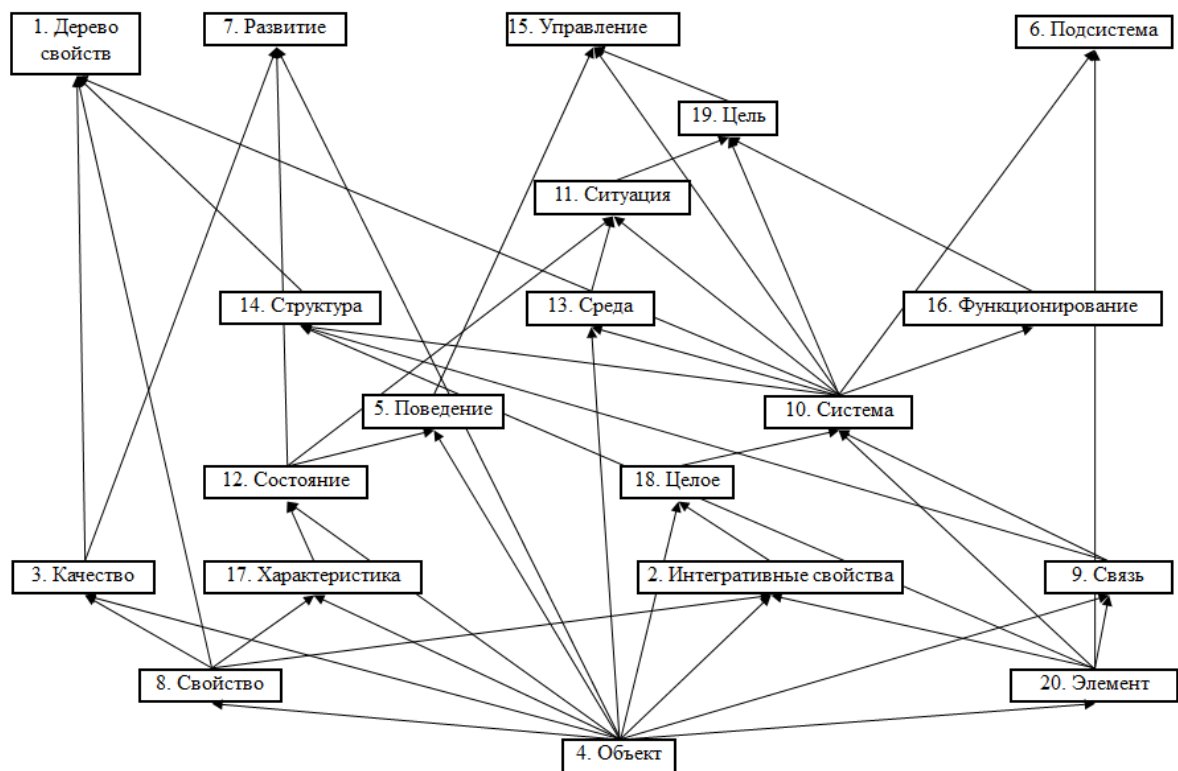 1. Дерево
свойств
7. Развитие
15. Управление
6. Подсистема
19. Цель
11. Ситуация
14. Структура
13. Среда
16. Функционирование
5. Поведение
10. Система
12. Состояние
18. Целое
3. Качество
17. Характеристика
2. Интегративные свойства
9. Связь
8. Свойство
20. Элемент
4. Объект